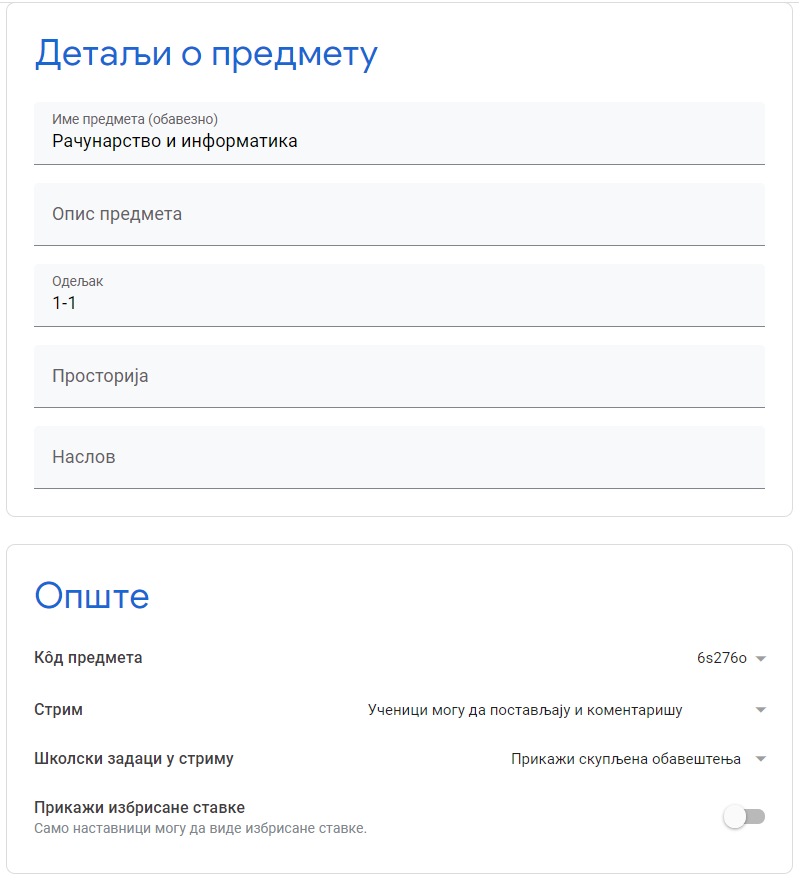 Детаљи о предмету
Име предмета (обавезно)
Рачунарство и информатика
Опис предмета
Одељак
1-1
Просторија
Наслов
Опште
Кôд предмета 6s276o
Стрим Ученици могу да постављају и коментаришу
Школски задаци у стриму Прикажи скупљена обавештења
Прикажи избрисане ставке
Само наставници могу да виде избрисане ставке.